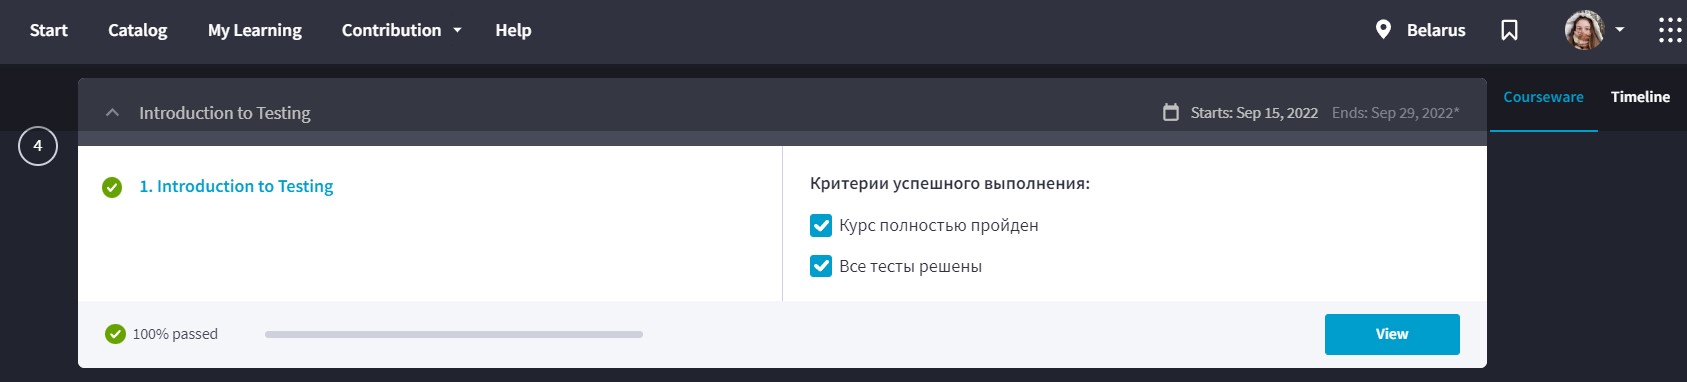 Start Catalog My Learning Contribution Help Belarus
Introduction to Testing Starts: Sep 15, 2022 Ends: Sep 29, 2022*
Courseware Timeline
4
1. Introduction to Testing
Критерии успешного выполнения:
Курс полностью пройден
Все тесты решены
100% passed
View